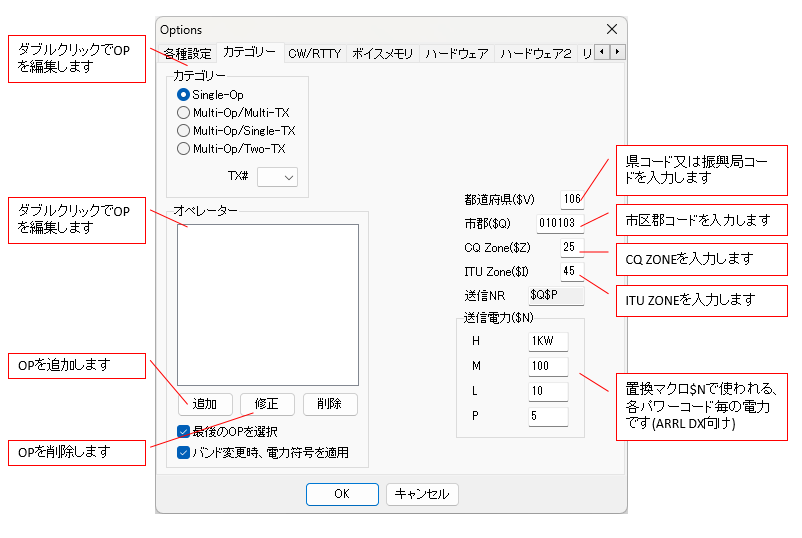 Options
各種設定 カテゴリー CW/RTTY ボイスメモリ ハードウェア ハードウェア2 リ
ダブルクリックでOP
を編集します
カテゴリー
Single-Op
Multi-Op/Multi-TX
Multi-Op/Single-TX
Multi-Op/Two-TX
TX#
ダブルクリックでOP
を編集します
オペレーター
OPを追加します
追加 修正 削除
最後のOPを選択
OPを削除します
バンド変更時、電力符号を適用
都道府県($V) 106
市郡($Q) 010103
CQ Zone($Z) 25
ITU Zone($I) 45
送信NR $Q$P
送信電力($N)
H 1KW
M 100
L 10
P 5
県コード又は振興局コー
ドを入力します
市区郡コードを入力します
CQ ZONEを入力します
ITU ZONEを入力します
置換マクロ$Nで使われる、
各パワーコード毎の電力
です(ARRL DX向け)
OK キャンセル